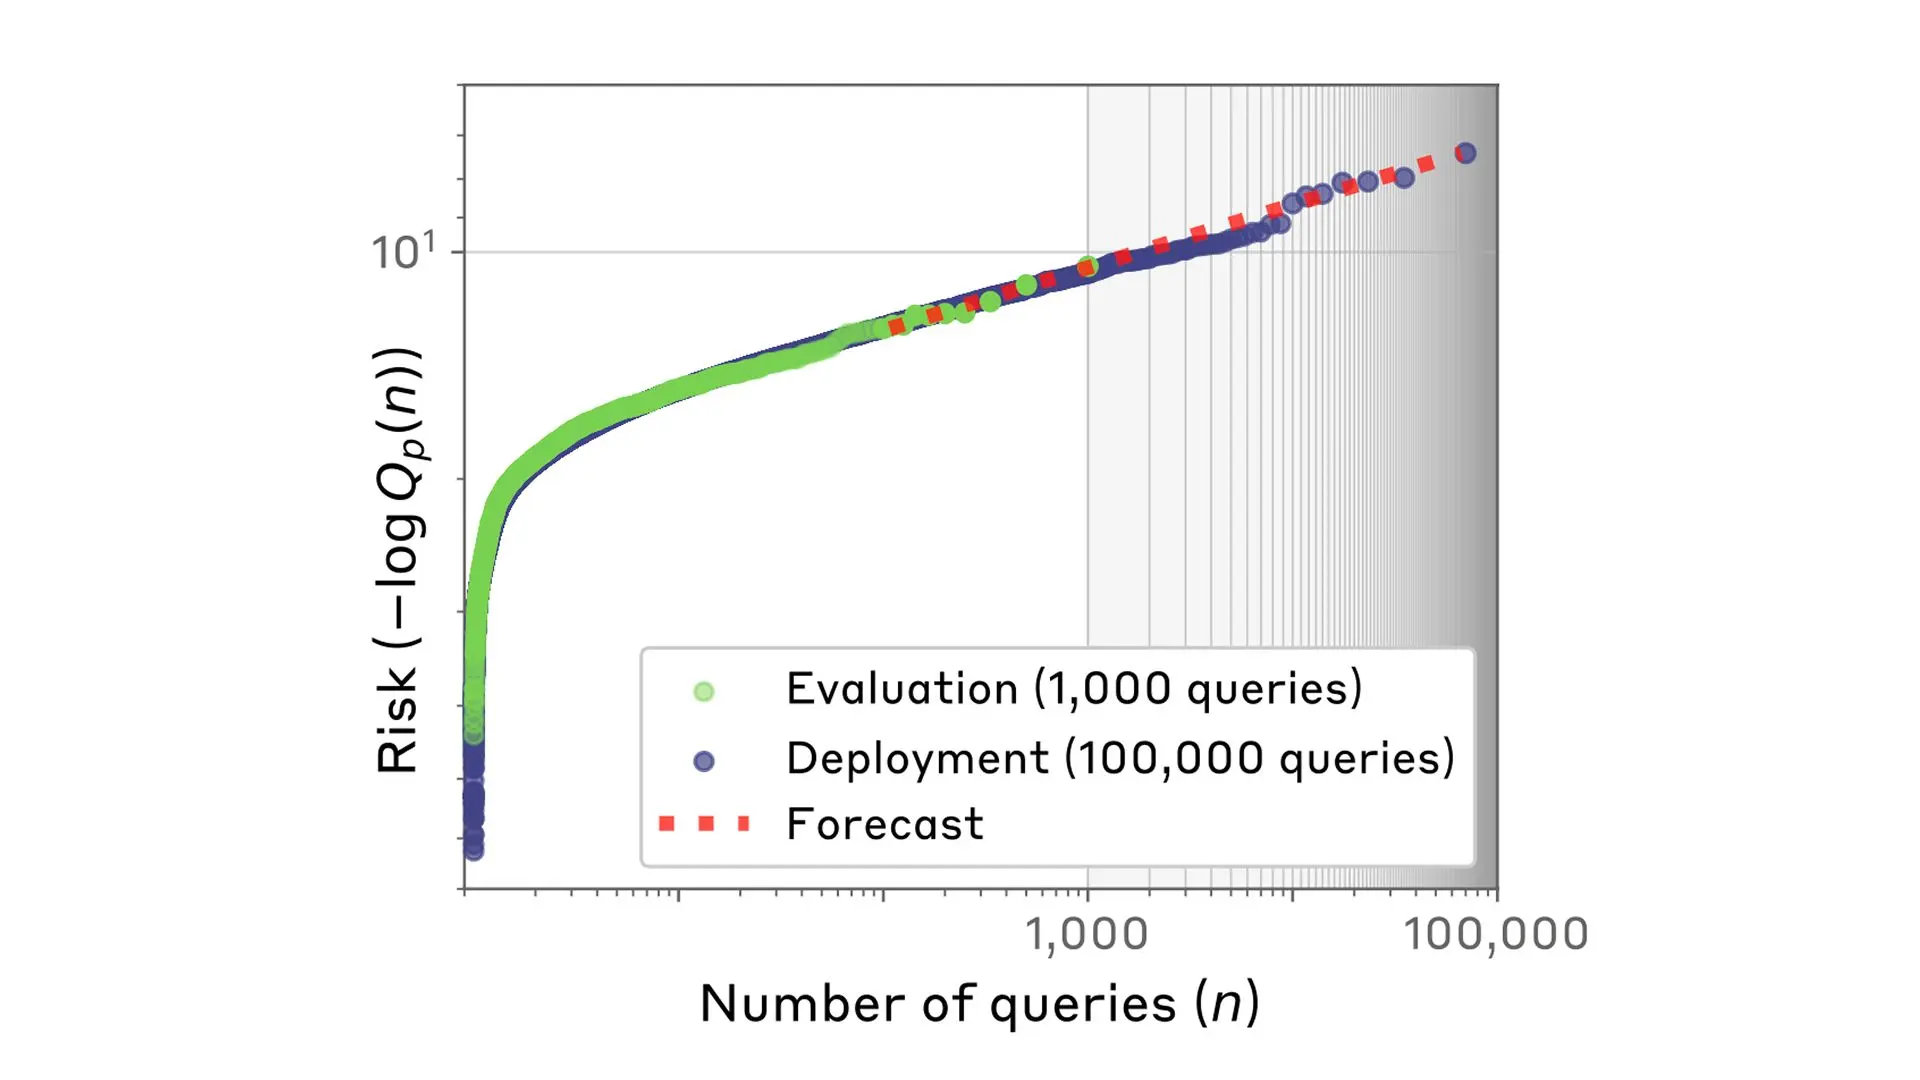 10¹
Risk (−log Qₚ(n))
Evaluation (1,000 queries)
Deployment (100,000 queries)
Forecast
1,000
100,000
Number of queries (n)